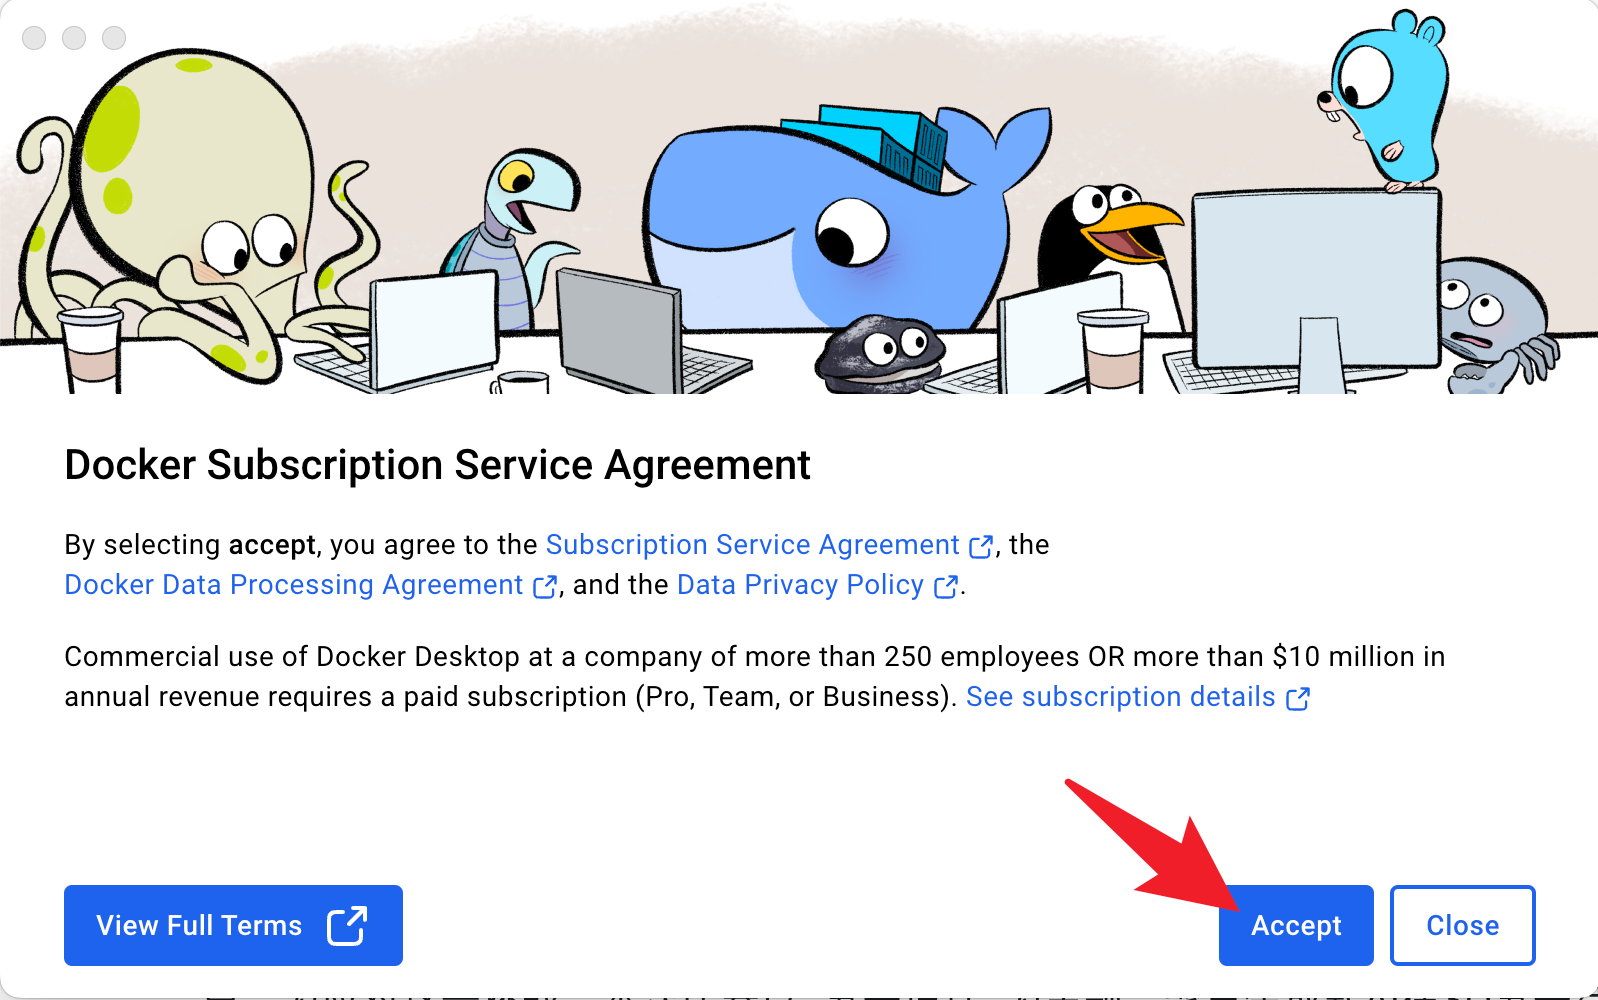 Docker Subscription Service Agreement
By selecting accept, you agree to the Subscription Service Agreement, the
Docker Data Processing Agreement, and the Data Privacy Policy.
Commercial use of Docker Desktop at a company of more than 250 employees OR more than $10 million in
annual revenue requires a paid subscription (Pro, Team, or Business). See subscription details
View Full Terms
Accept
Close